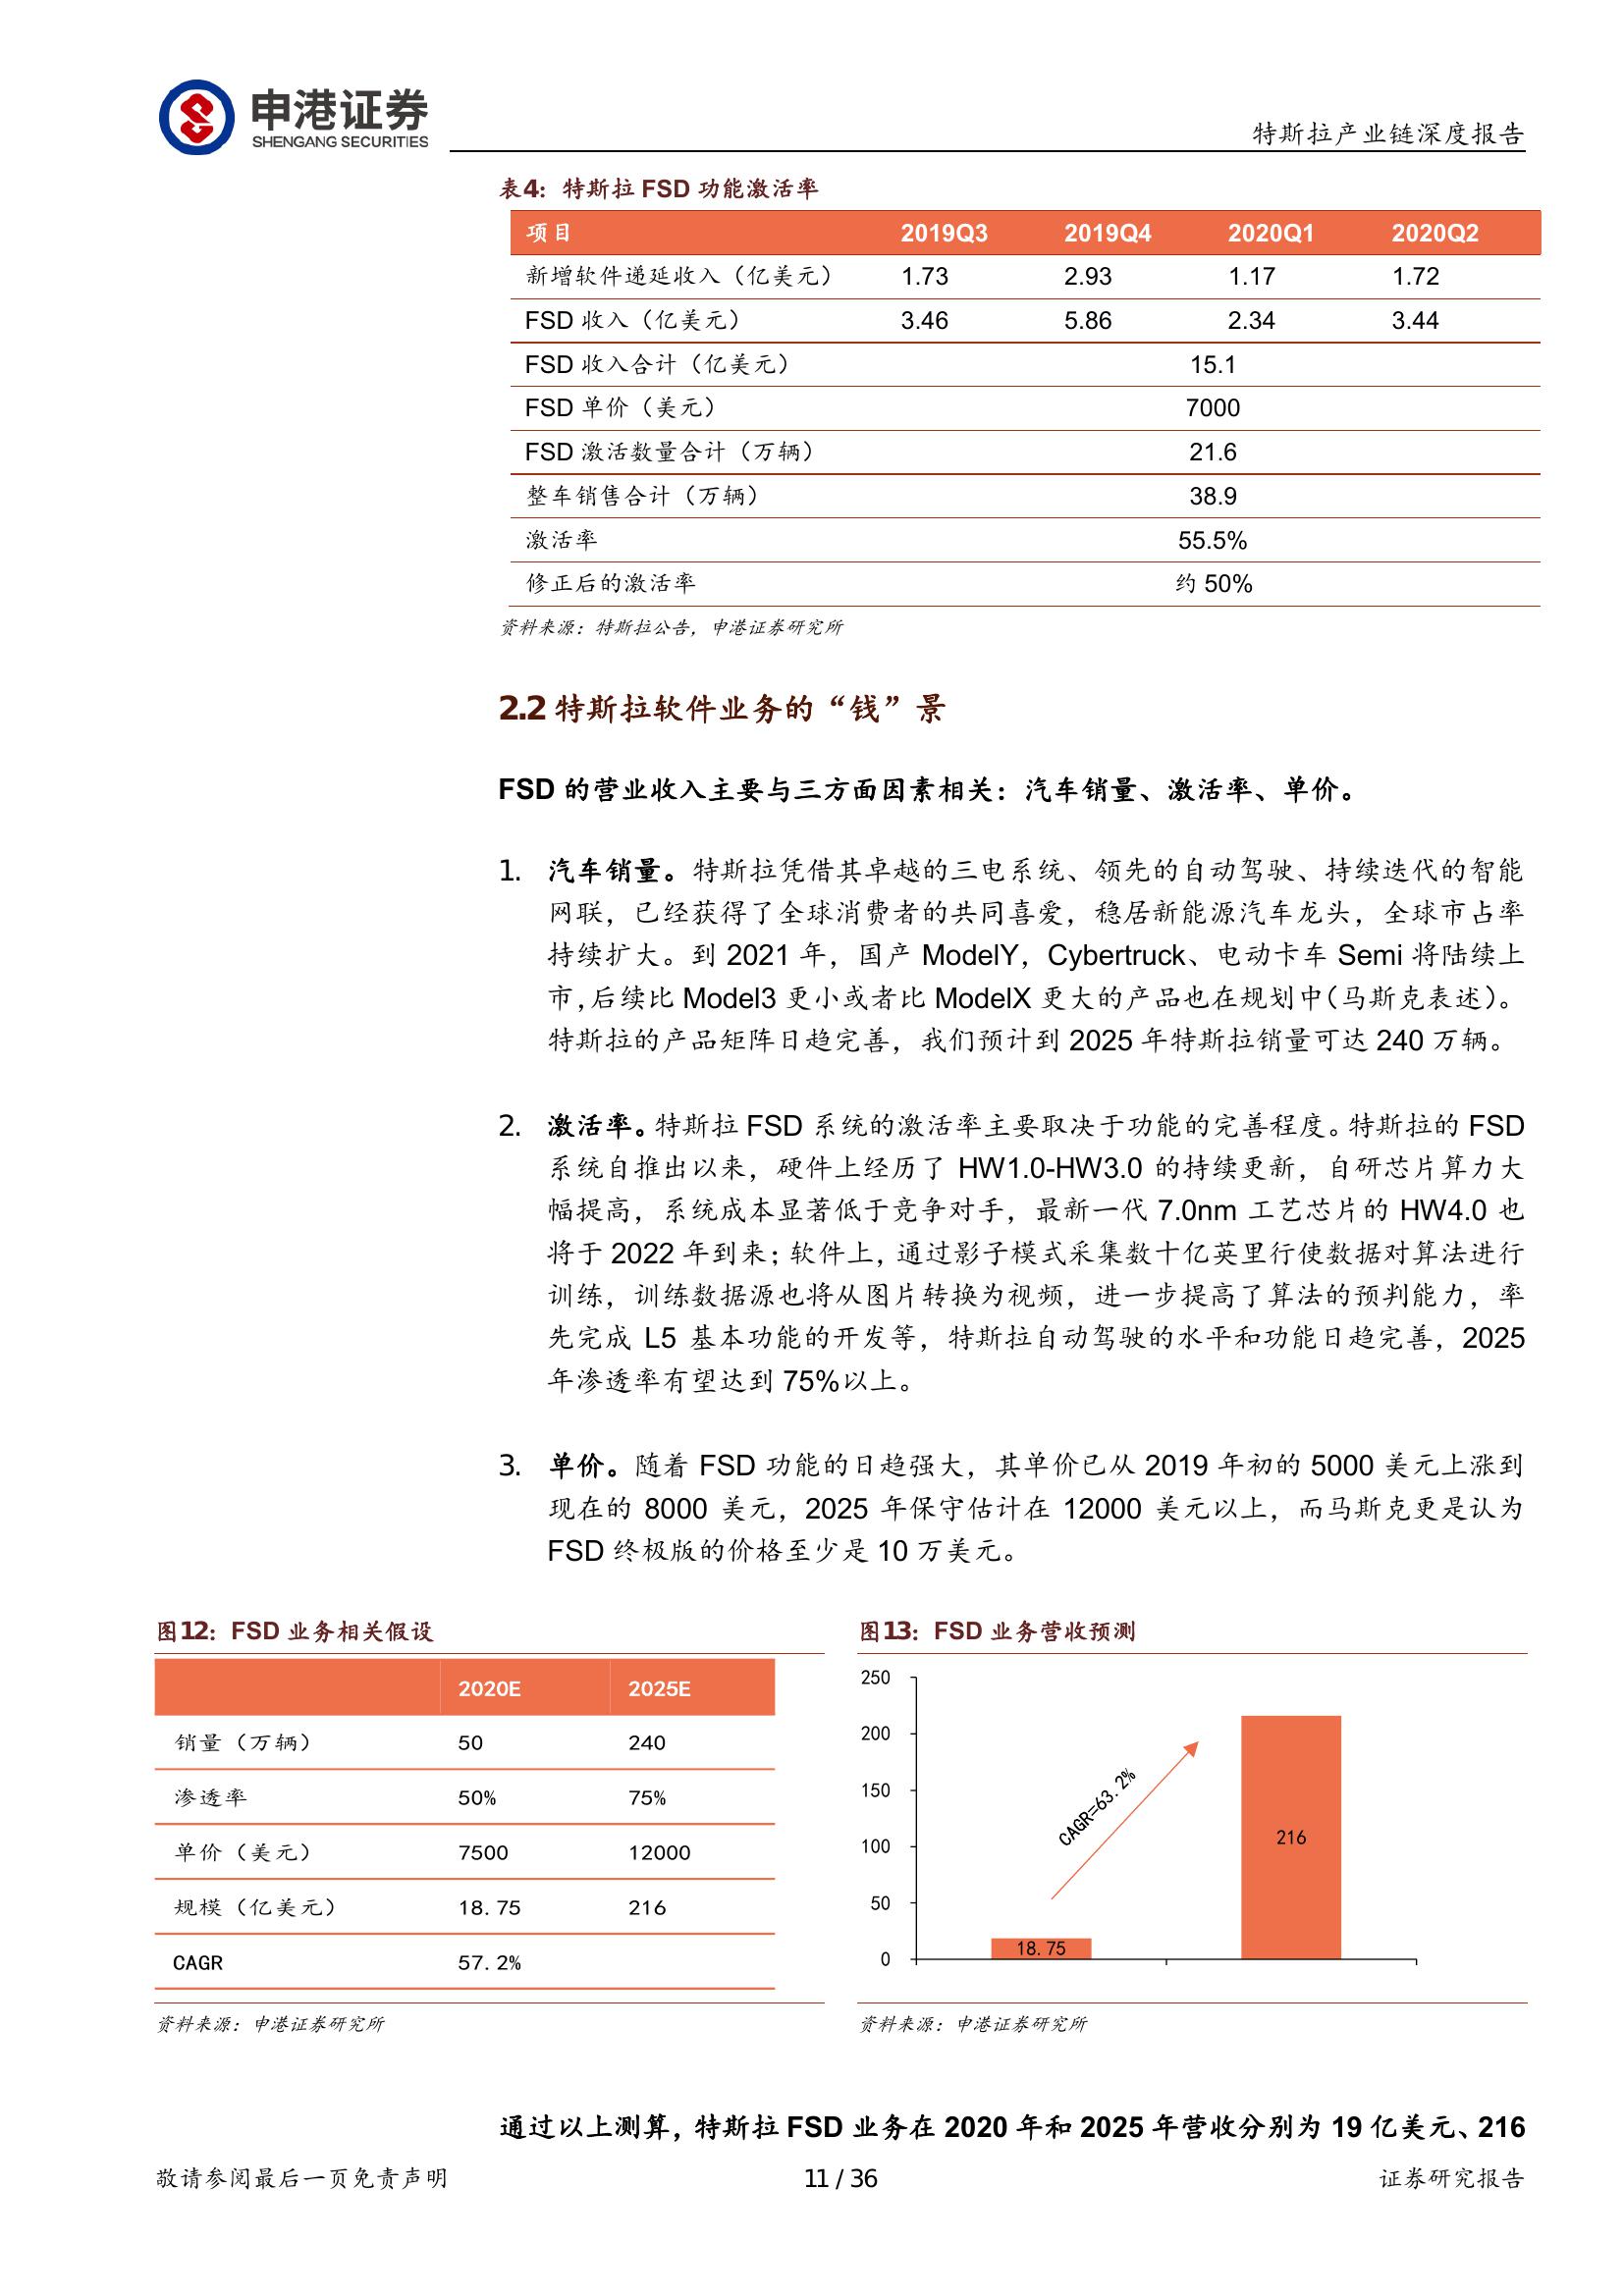 申港证券
SHENGANG SECURITIES
特斯拉产业链深度报告
表4：特斯拉 FSD 功能激活率
项目 2019Q3 2019Q4 2020Q1 2020Q2
新增软件递延收入（亿美元） 1.73 2.93 1.17 1.72
FSD 收入（亿美元） 3.46 5.86 2.34 3.44
FSD 收入合计（亿美元） 15.1
FSD 单价（美元） 7000
FSD 激活数量合计（万辆） 21.6
整车销售合计（万辆） 38.9
激活率 55.5%
修正后的激活率 约 50%
资料来源：特斯拉公告，申港证券研究所
2.2 特斯拉软件业务的“钱”景
FSD 的营业收入主要与三方面因素相关：汽车销量、激活率、单价。
1. 汽车销量。特斯拉凭借其卓越的三电系统、领先的自动驾驶、持续迭代的智能
网联，已经获得了全球消费者的共同喜爱，稳居新能源汽车龙头，全球市占率
持续扩大。到 2021 年，国产 ModelY，Cybertruck、电动卡车 Semi 将陆续上
市，后续比 Model3 更小或者比 ModelX 更大的产品也在规划中（马斯克表述）。
特斯拉的产品矩阵日趋完善，我们预计到 2025 年特斯拉销量可达 240 万辆。
2. 激活率。特斯拉 FSD 系统的激活率主要取决于功能的完善程度。特斯拉的 FSD
系统自推出以来，硬件上经历了 HW1.0-HW3.0 的持续更新，自研芯片算力大
幅提高，系统成本显著低于竞争对手，最新一代 7.0nm 工艺芯片的 HW4.0 也
将于 2022 年到来；软件上，通过影子模式采集数十亿英里行使数据对算法进行
训练，训练数据源也将从图片转换为视频，进一步提高了算法的预判能力，率
先完成 L5 基本功能的开发等，特斯拉自动驾驶的水平和功能日趋完善，2025
年渗透率有望达到 75%以上。
3. 单价。随着 FSD 功能的日趋强大，其单价已从 2019 年初的 5000 美元上涨到
现在的 8000 美元，2025 年保守估计在 12000 美元以上，而马斯克更是认为
FSD 终极版的价格至少是 10 万美元。
图12：FSD 业务相关假设
2020E 2025E
销量（万辆） 50 240
渗透率 50% 75%
单价（美元） 7500 12000
规模（亿美元） 18.75 216
CAGR 57.2%
资料来源：申港证券研究所
图13：FSD 业务营收预测
250
200
150
100
50
0
CAGR=63.2%
18.75
216
资料来源：申港证券研究所
通过以上测算，特斯拉 FSD 业务在 2020 年和 2025 年营收分别为 19 亿美元、216
敬请参阅最后一页免责声明 11 / 36 证券研究报告